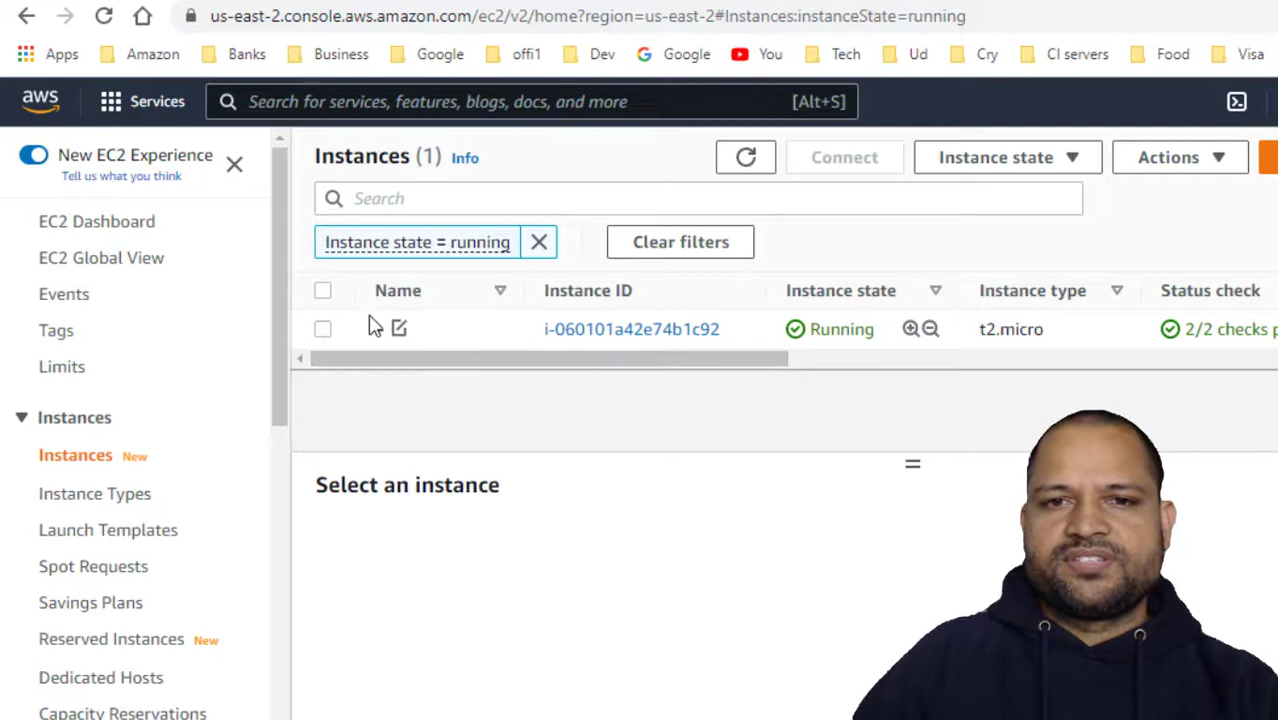 us-east-2.console.aws.amazon.com/ec2/v2/home?region=us-east-2#Instances:instanceState=running
Apps Amazon Banks Business Google offi1 Dev Google You Tech Ud Cry CI servers Food Visa
aws Services Search for services, features, blogs, docs, and more [Alt+S]
New EC2 Experience
Tell us what you think
EC2 Dashboard
EC2 Global View
Events
Tags
Limits
Instances
Instances New
Instance Types
Launch Templates
Spot Requests
Savings Plans
Reserved Instances New
Dedicated Hosts
Capacity Reservations
Instances (1) Info Connect Instance state Actions
Search
Instance state = running Clear filters
Name Instance ID Instance state Instance type Status check
i-060101a42e74b1c92 Running t2.micro 2/2 checks p
Select an instance